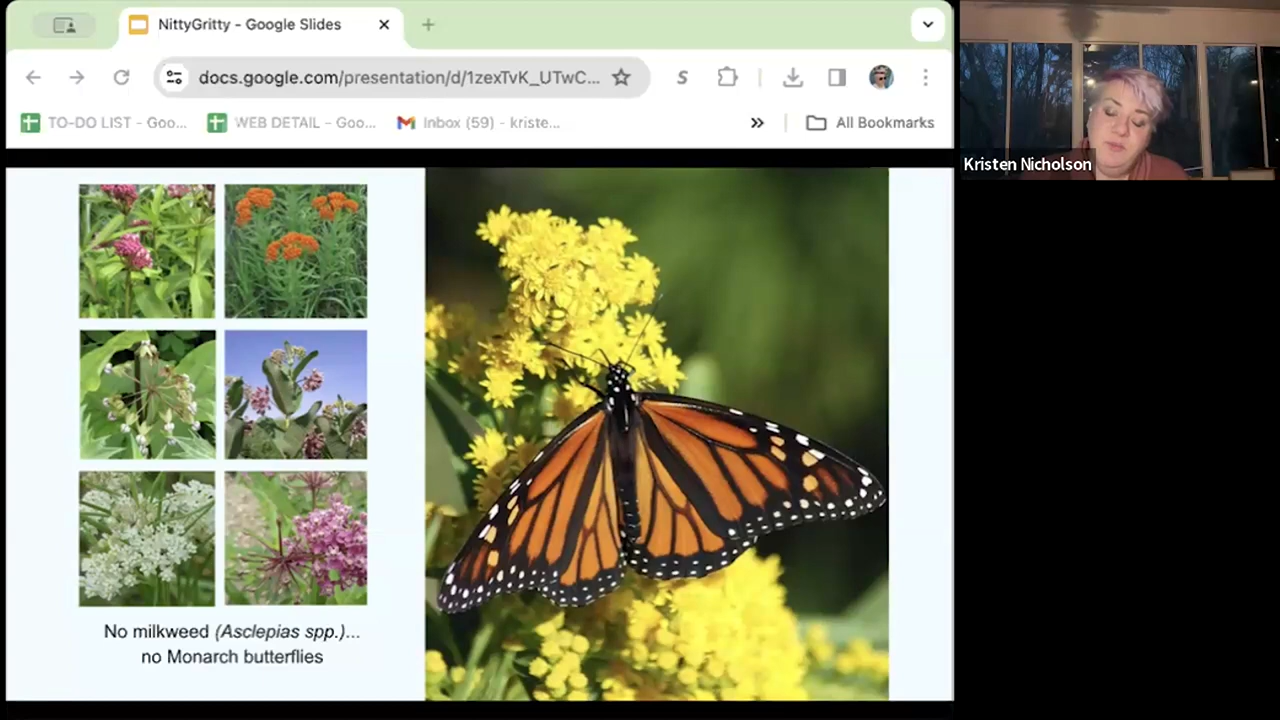 NittyGritty - Google Slides
docs.google.com/presentation/d/1zexTvK_UTwC...
TO-DO LIST - Goo...
WEB DETAIL - Goo...
Inbox (59) - kriste...
All Bookmarks
Kristen Nicholson
No milkweed (Asclepias spp.)...
no Monarch butterflies